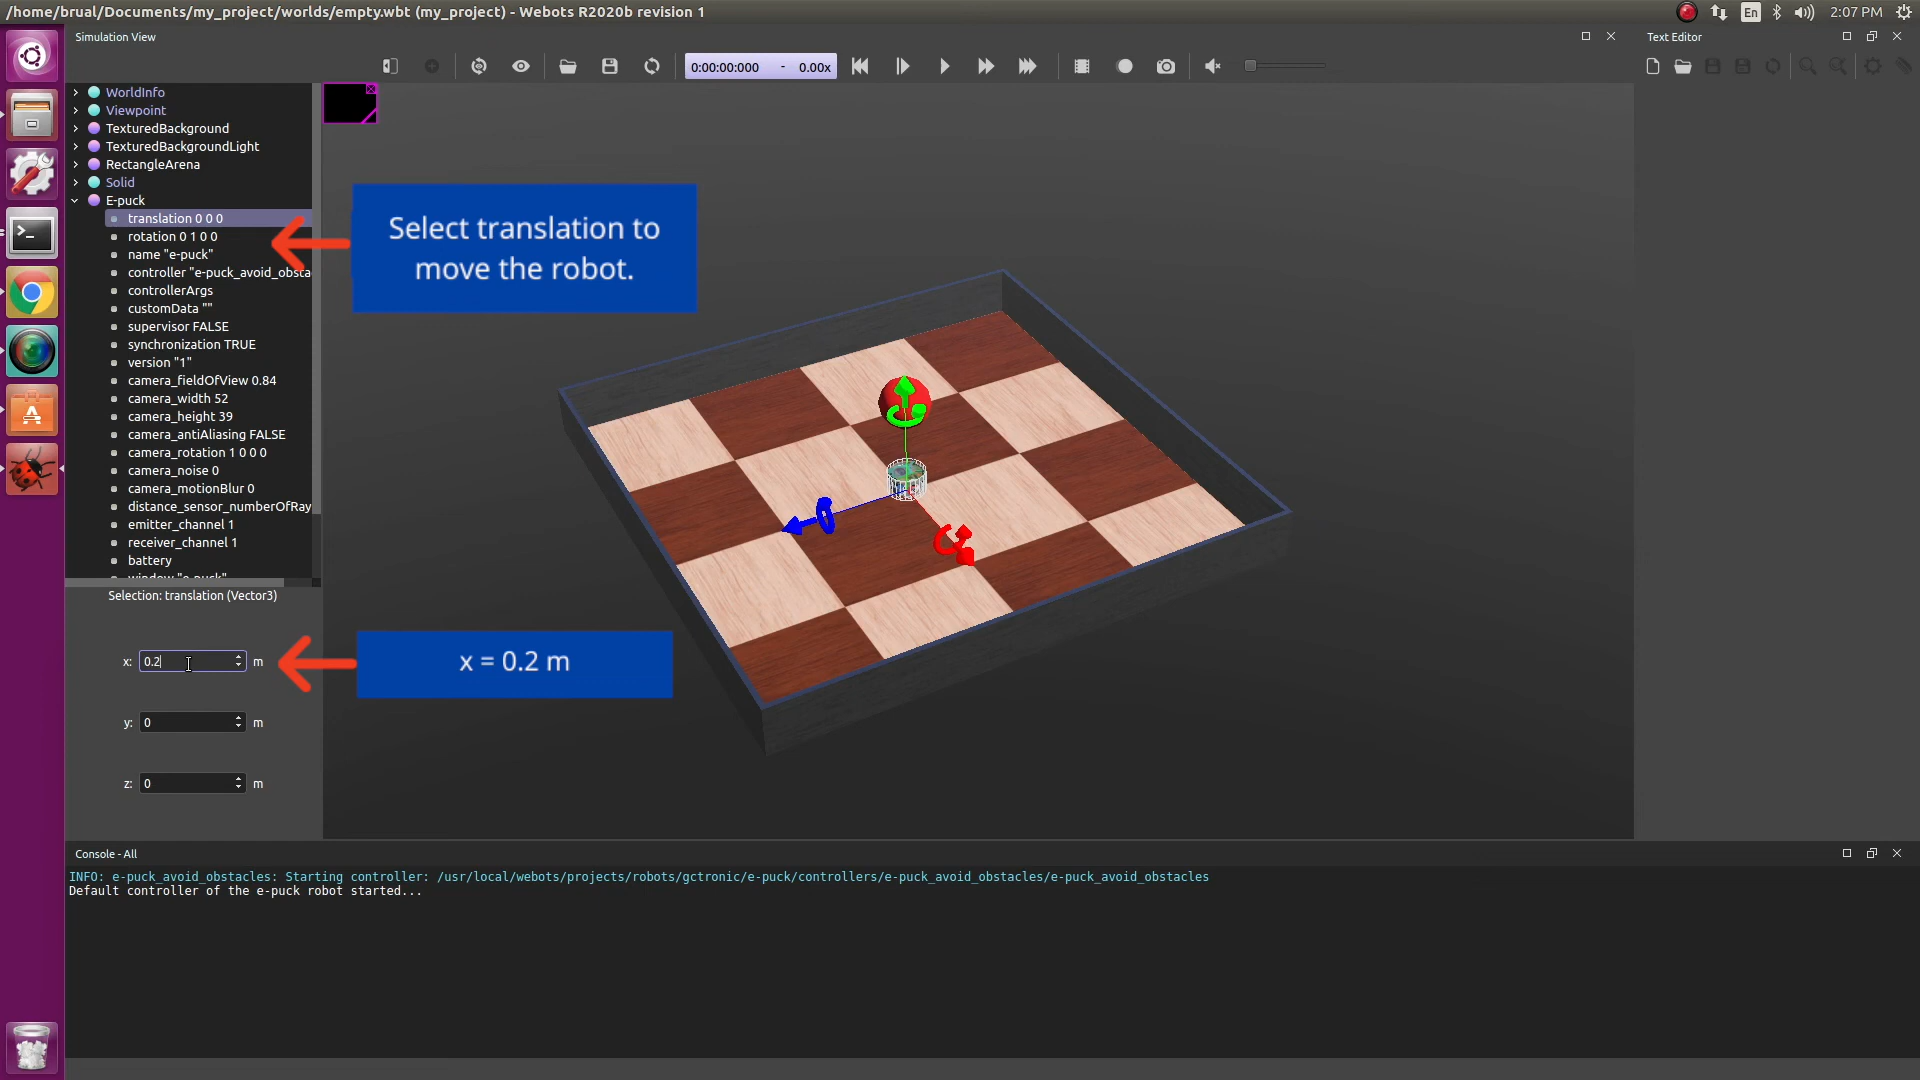 /home/brual/Documents/my_project/worlds/empty.wbt (my_project) - Webots R2020b revision 1
En
2:07 PM
Simulation View
Text Editor
0:00:00:000 - 0.00x
WorldInfo
Viewpoint
TexturedBackground
TexturedBackgroundLight
RectangleArena
Solid
E-puck
translation 0 0 0
rotation 0 1 0 0
name "e-puck"
controller "e-puck_avoid_obsta
controllerArgs
customData ""
supervisor FALSE
synchronization TRUE
version "1"
camera_fieldOfView 0.84
camera_width 52
camera_height 39
camera_antiAliasing FALSE
camera_rotation 1 0 0 0
camera_noise 0
camera_motionBlur 0
distance_sensor_numberOfRay
emitter_channel 1
receiver_channel 1
battery
window "e-puck"
Select translation to
move the robot.
Selection: translation (Vector3)
x: 0.2 m
x = 0.2 m
y: 0 m
z: 0 m
Console - All
INFO: e-puck_avoid_obstacles: Starting controller: /usr/local/webots/projects/robots/gctronic/e-puck/controllers/e-puck_avoid_obstacles/e-puck_avoid_obstacles
Default controller of the e-puck robot started...